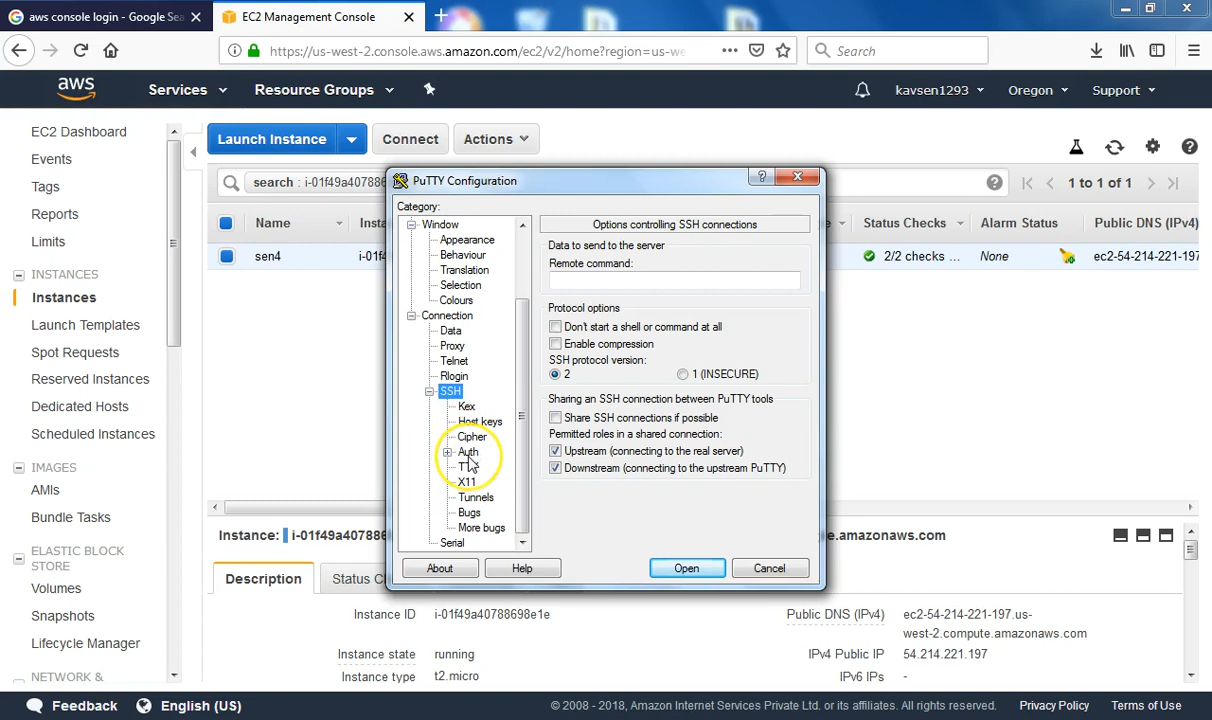 aws console login - Google Sea
EC2 Management Console
https://us-west-2.console.aws.amazon.com/ec2/v2/home?region=us-we
Search
aws
Services
Resource Groups
kavsen1293
Oregon
Support
EC2 Dashboard
Events
Tags
Reports
Limits
INSTANCES
Instances
Launch Templates
Spot Requests
Reserved Instances
Dedicated Hosts
Scheduled Instances
IMAGES
AMIs
Bundle Tasks
ELASTIC BLOCK
STORE
Volumes
Snapshots
Lifecycle Manager
NETWORK &
Launch Instance
Connect
Actions
search : i-01f49a407886
1 to 1 of 1
Name
Status Checks
Alarm Status
Public DNS (IPv4)
sen4
i-01f4
2/2 checks ...
None
ec2-54-214-221-197
PuTTY Configuration
Category:
Window
Appearance
Behaviour
Translation
Selection
Colours
Connection
Data
Proxy
Telnet
Rlogin
SSH
Kex
Host keys
Cipher
Auth
X11
Tunnels
Bugs
More bugs
Serial
Options controlling SSH connections
Data to send to the server
Remote command:
Protocol options
Don't start a shell or command at all
Enable compression
SSH protocol version:
2
1 (INSECURE)
Sharing an SSH connection between PuTTY tools
Share SSH connections if possible
Permitted roles in a shared connection:
Upstream (connecting to the real server)
Downstream (connecting to the upstream PuTTY)
About
Help
Open
Cancel
Instance: i-01f49a4078869
e.amazonaws.com
Description
Status C
Instance ID
i-01f49a40788698e1e
Public DNS (IPv4)
ec2-54-214-221-197.us-
west-2.compute.amazonaws.com
Instance state
running
IPv4 Public IP
54.214.221.197
Instance type
t2.micro
IPv6 IPs
-
Feedback
English (US)
© 2008 - 2018, Amazon Internet Services Private Ltd. or its affiliates. All rights reserved.
Privacy Policy
Terms of Use